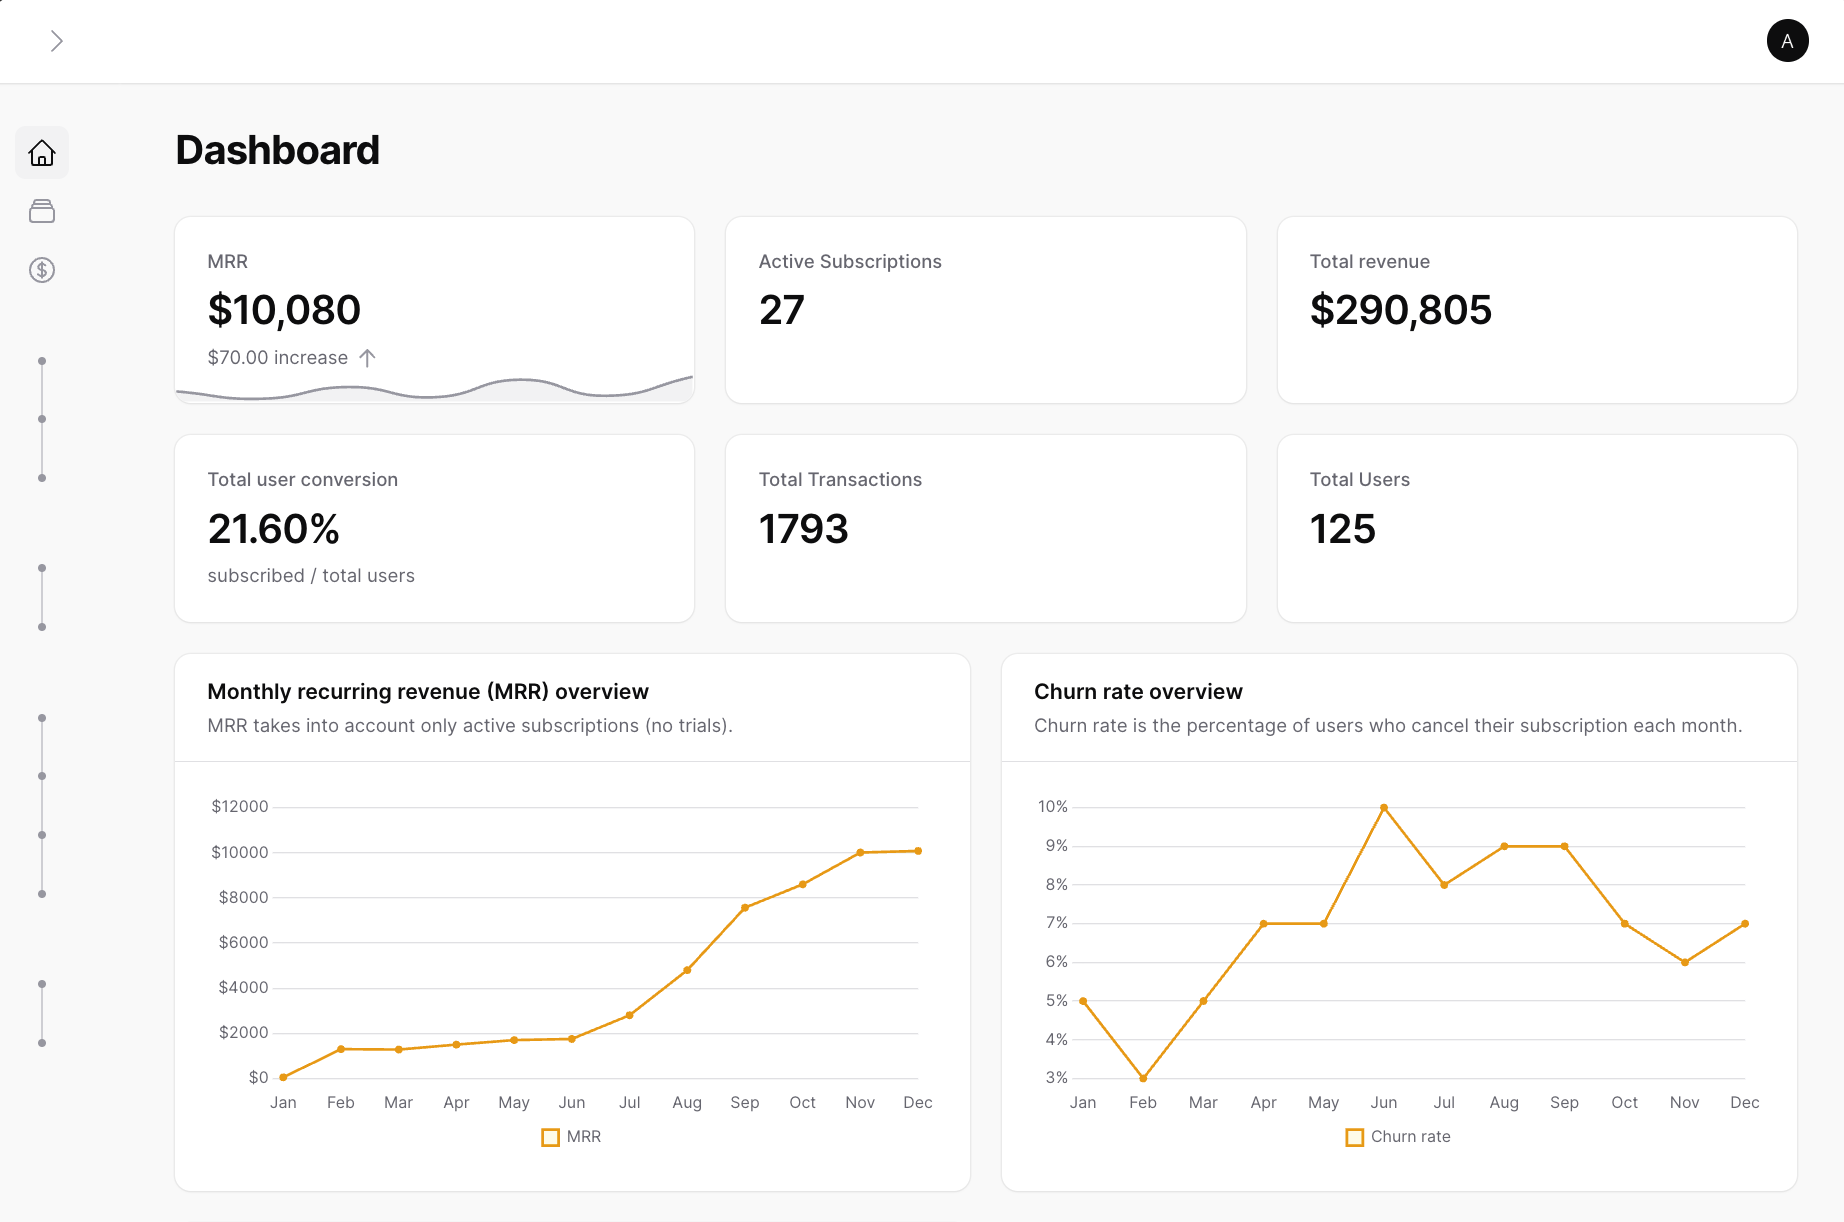 A
Dashboard
MRR
$10,080
$70.00 increase
Active Subscriptions
27
Total revenue
$290,805
Total user conversion
21.60%
subscribed / total users
Total Transactions
1793
Total Users
125
Monthly recurring revenue (MRR) overview
MRR takes into account only active subscriptions (no trials).
$12000
$10000
$8000
$6000
$4000
$2000
$0
Jan Feb Mar Apr May Jun Jul Aug Sep Oct Nov Dec
MRR
Churn rate overview
Churn rate is the percentage of users who cancel their subscription each month.
10%
9%
8%
7%
6%
5%
4%
3%
Jan Feb Mar Apr May Jun Jul Aug Sep Oct Nov Dec
Churn rate